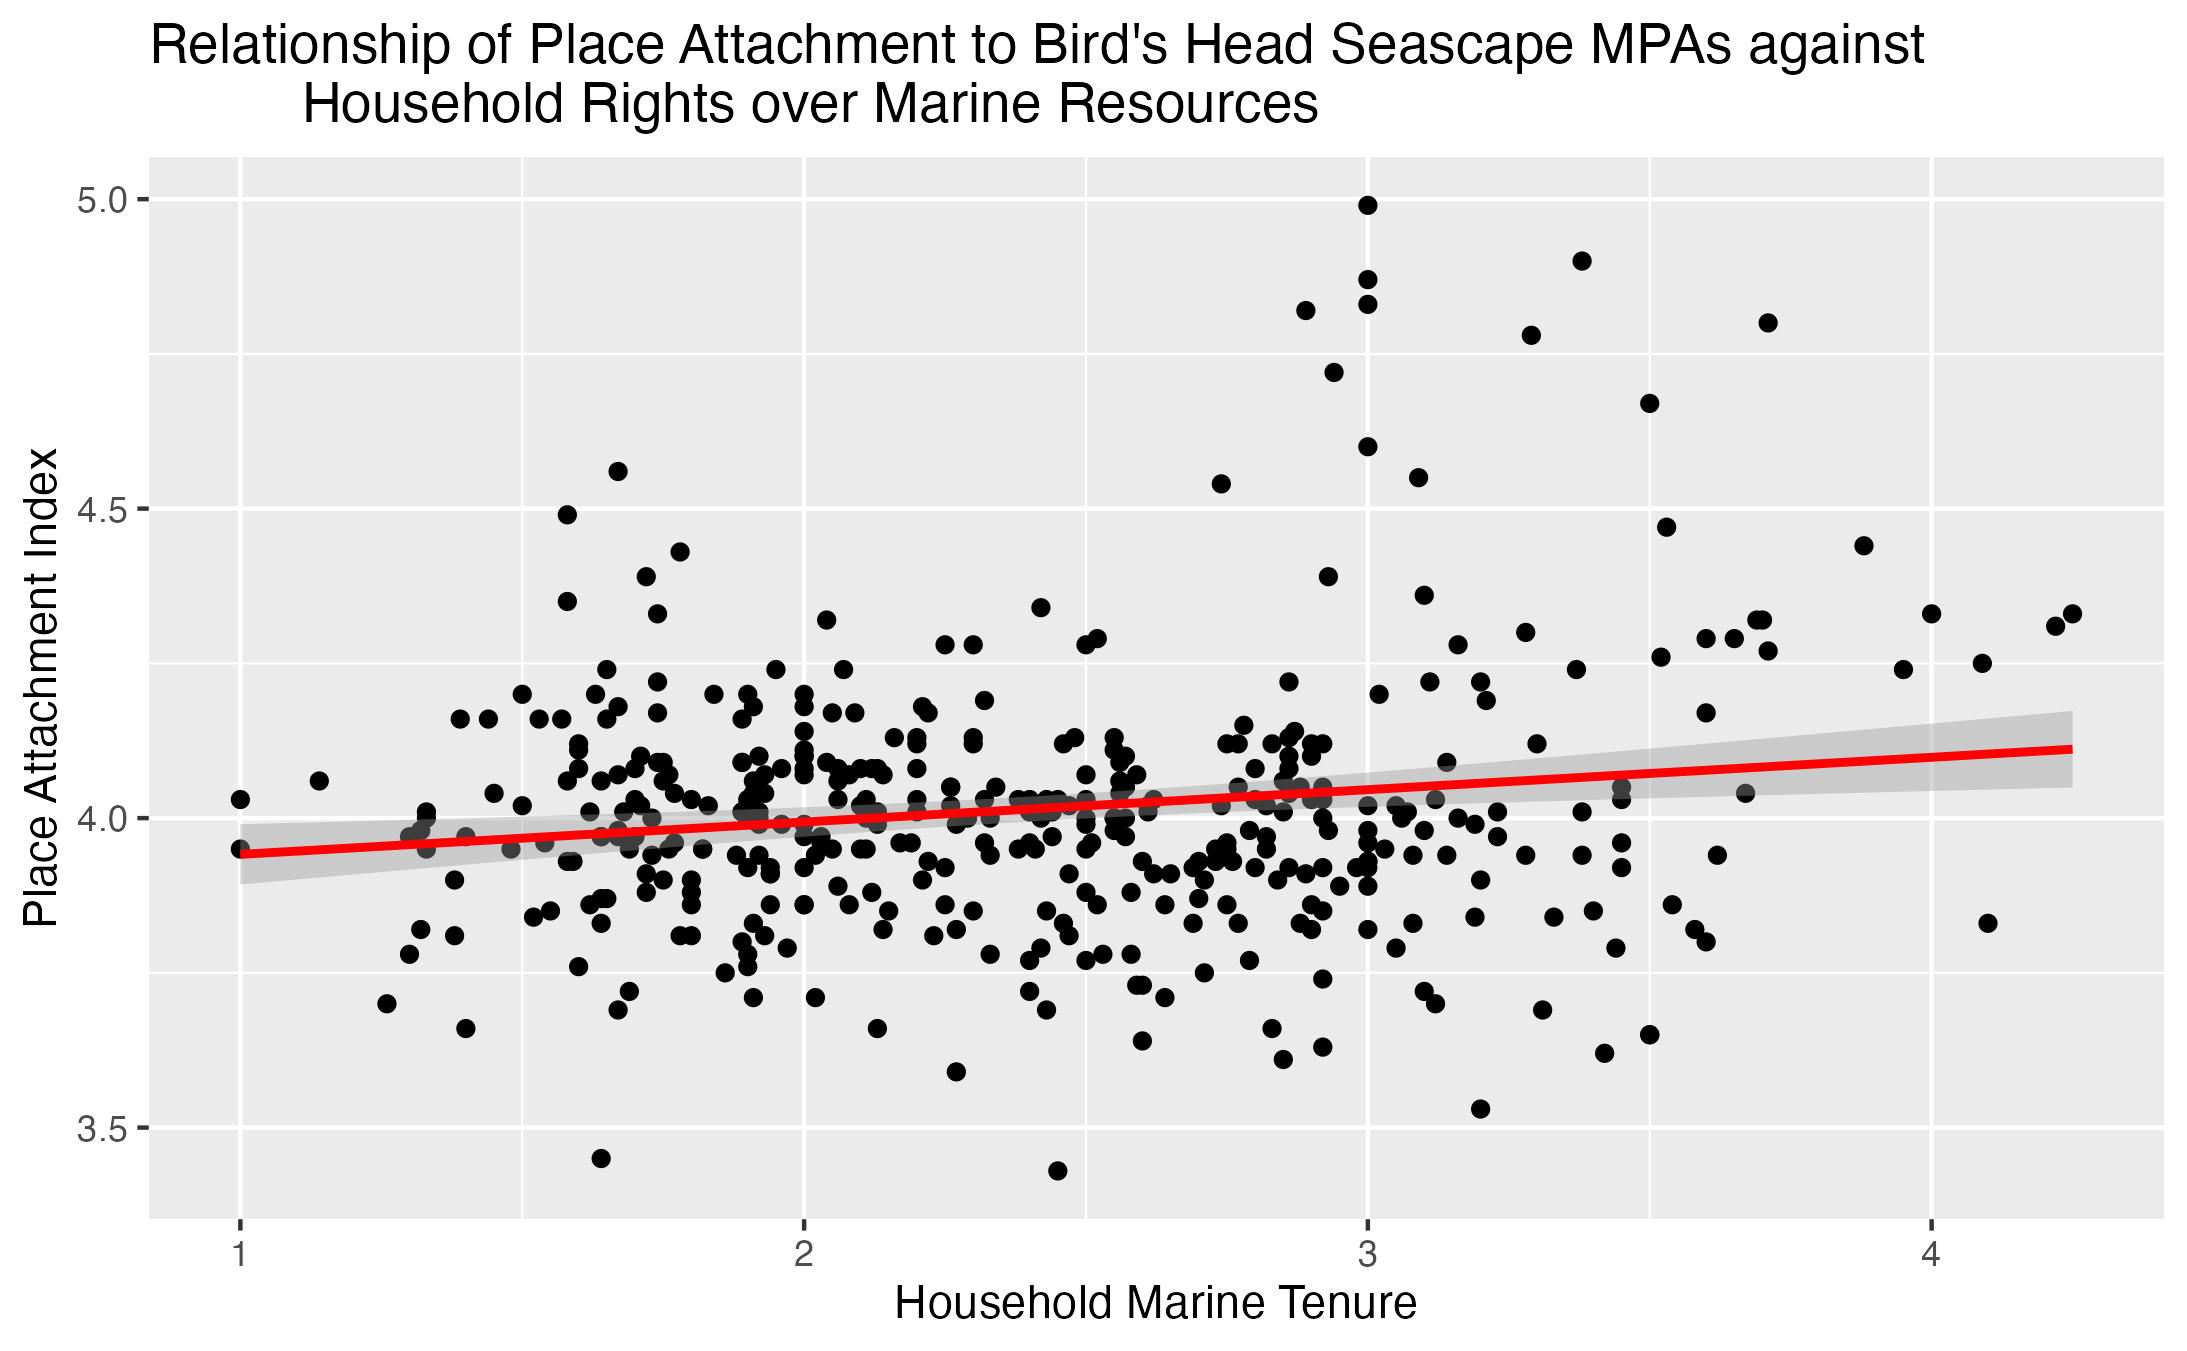 Relationship of Place Attachment to Bird's Head Seascape MPAs against
Household Rights over Marine Resources
5.0
4.5
4.0
3.5
Place Attachment Index
1 2 3 4
Household Marine Tenure